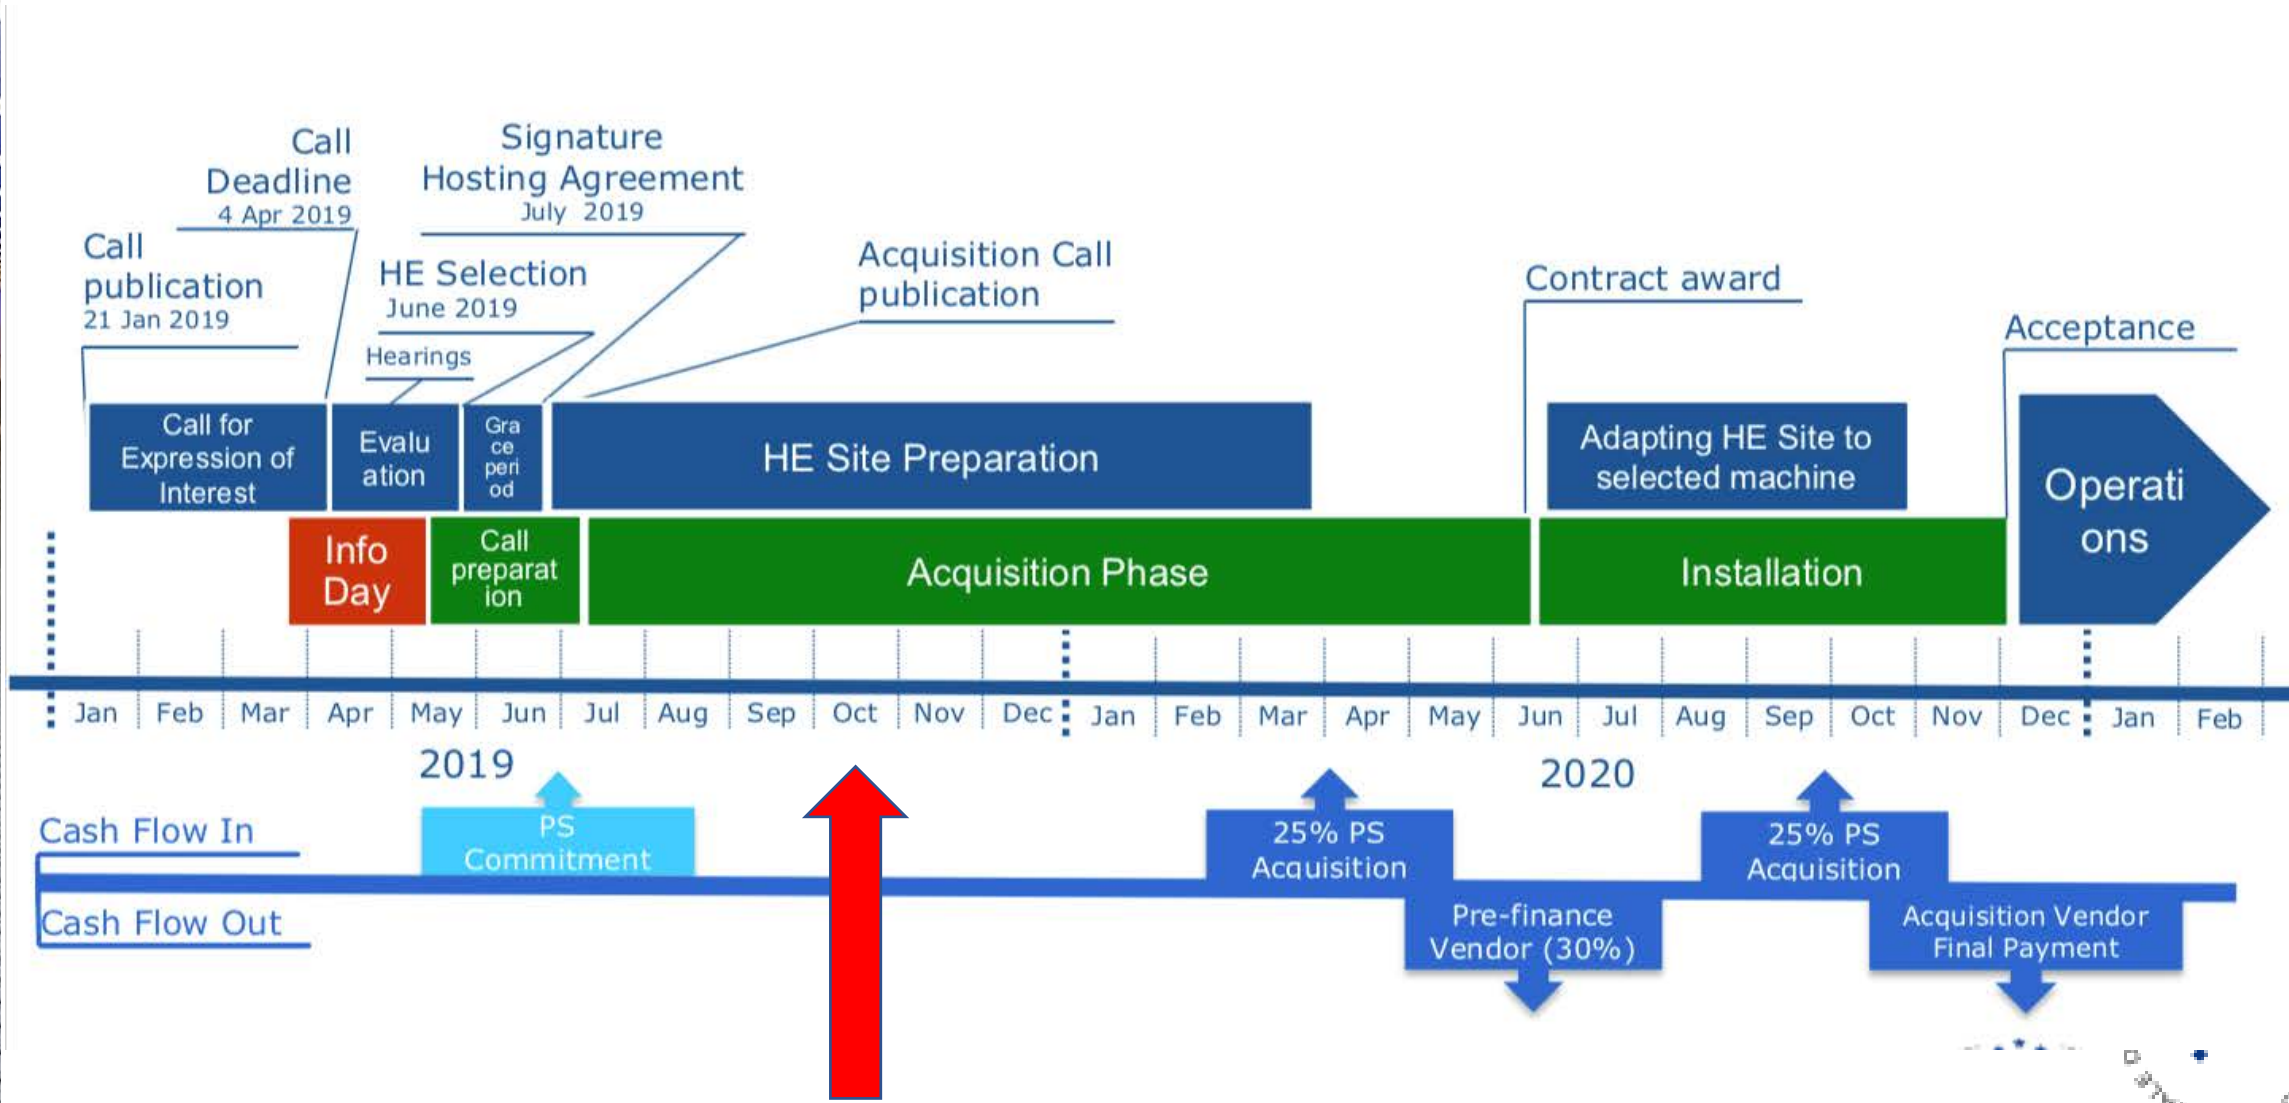 Call
Deadline
4 Apr 2019
Signature
Hosting Agreement
July 2019
Call
publication
21 Jan 2019
HE Selection
June 2019
Hearings
Acquisition Call
publication
Contract award
Acceptance
Call for
Expression of
Interest
Evalu
ation
Gra
ce
peri
od
HE Site Preparation
Adapting HE Site to
selected machine
Operati
ons
Info
Day
Call
preparat
ion
Acquisition Phase
Installation
Jan Feb Mar Apr May Jun Jul Aug Sep Oct Nov Dec Jan Feb Mar Apr May Jun Jul Aug Sep Oct Nov Dec Jan Feb
2019
2020
Cash Flow In
PS
Commitment
25% PS
Acquisition
25% PS
Acquisition
Cash Flow Out
Pre-finance
Vendor (30%)
Acquisition Vendor
Final Payment